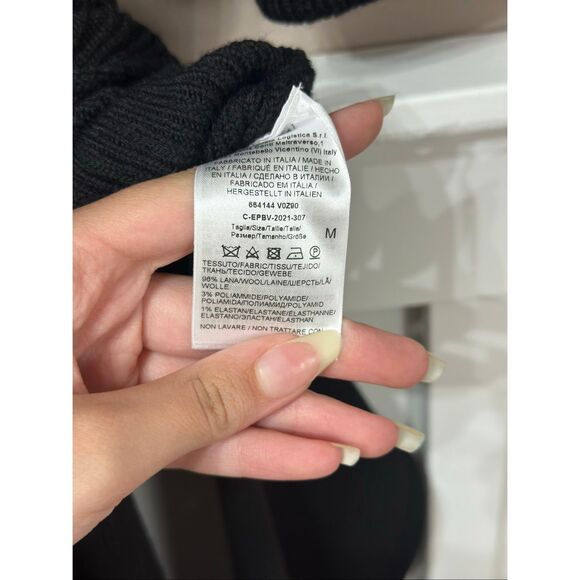 Logistica S.r.l.
Maltraverso,1
Montebello Vicentino (VI) Italy
FABBRICATO IN ITALIA / MADE IN
ITALY / FABRIQUÉ EN ITALIE / HECHO
EN ITALIA / СДЕЛАНО В ИТАЛИИ /
FABRICADO EM ITÁLIA /
HERGESTELLT IN ITALIEN
684144 V0Z90
C-EPBV-2021-307
Taglia/Size/Taille/Talla/
Размер/Tamanho/Größe
M
TESSUTO/FABRIC/TISSU/TEJIDO/
ТКАНЬ/TECIDO/GEWEBE
96% LANA/WOOL/LAINE/ШЕРСТЬ/LÃ/
WOLLE
3% POLIAMMIDE/POLYAMIDE/
POLIAMIDA/ПОЛИАМИД/POLYAMID
1% ELASTAN/ELASTANE/ÉLASTHANNE/
ELASTANO/ЭЛАСТАН/ELASTHAN
NON LAVARE / NON TRATTARE CON